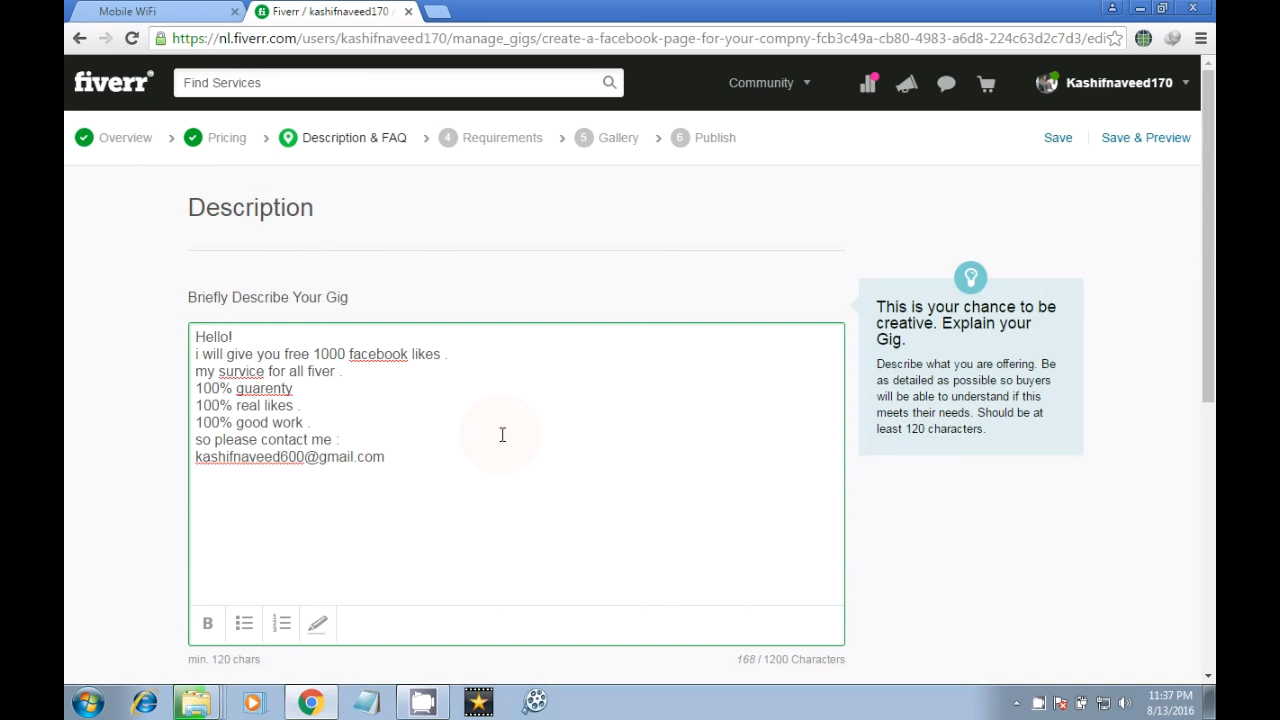 Mobile WiFi
Fiverr / kashifnaveed170
https://nl.fiverr.com/users/kashifnaveed170/manage_gigs/create-a-facebook-page-for-your-compny-fcb3c49a-cb80-4983-a6d8-224c63d2c7d3/edi
fiverr
Find Services
Community
Kashifnaveed170
Overview
Pricing
Description & FAQ
4 Requirements
5 Gallery
6 Publish
Save
Save & Preview
Description
Briefly Describe Your Gig
Hello!
i will give you free 1000 facebook likes .
my survice for all fiver .
100% guarenty
100% real likes .
100% good work .
so please contact me :
kashifnaveed600@gmail.com
This is your chance to be
creative. Explain your
Gig.
Describe what you are offering. Be
as detailed as possible so buyers
will be able to understand if this
meets their needs. Should be at
least 120 characters.
B
min. 120 chars
168 / 1200 Characters
11:37 PM
8/13/2016